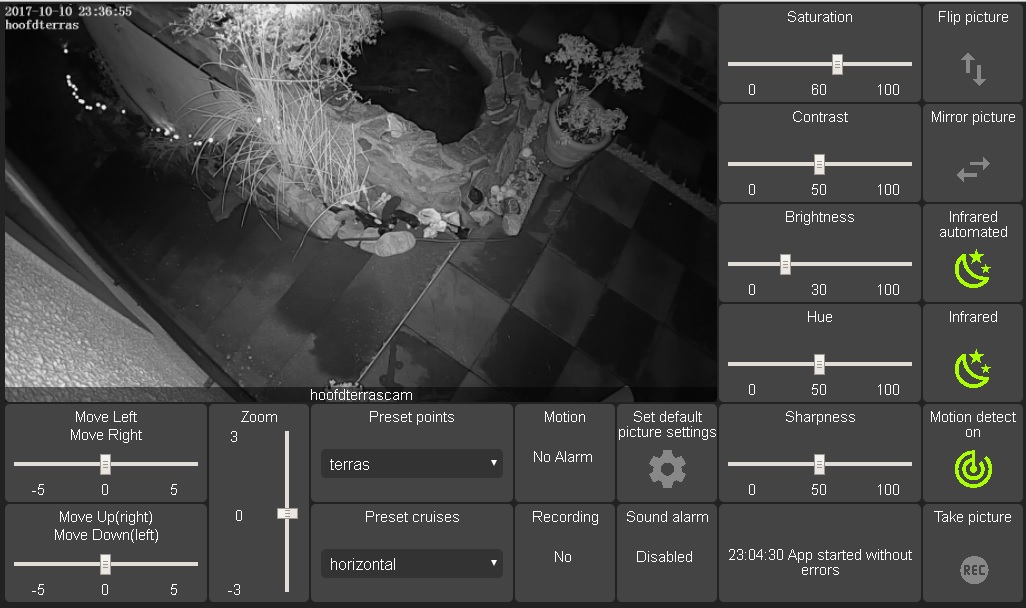 2017-10-10 23:36:55
hoofdterras
hoofdterrascam
Saturation
0 60 100
Flip picture
Contrast
0 50 100
Mirror picture
Brightness
0 30 100
Infrared
automated
Hue
0 50 100
Infrared
Move Left
Move Right
-5 0 5
Zoom
3
0
-3
Preset points
terras
Motion
No Alarm
Set default
picture settings
Sharpness
0 50 100
Motion detect
on
Move Up(right)
Move Down(left)
-5 0 5
Preset cruises
horizontal
Recording
No
Sound alarm
Disabled
23:04:30 App started without
errors
Take picture
REC